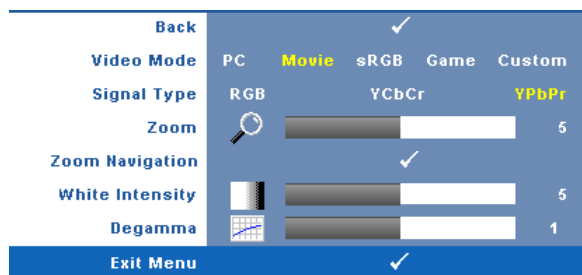 Back
Video Mode PC Movie sRGB Game Custom
Signal Type RGB YCbCr YPbPr
Zoom 5
Zoom Navigation
White Intensity 5
Degamma 1
Exit Menu